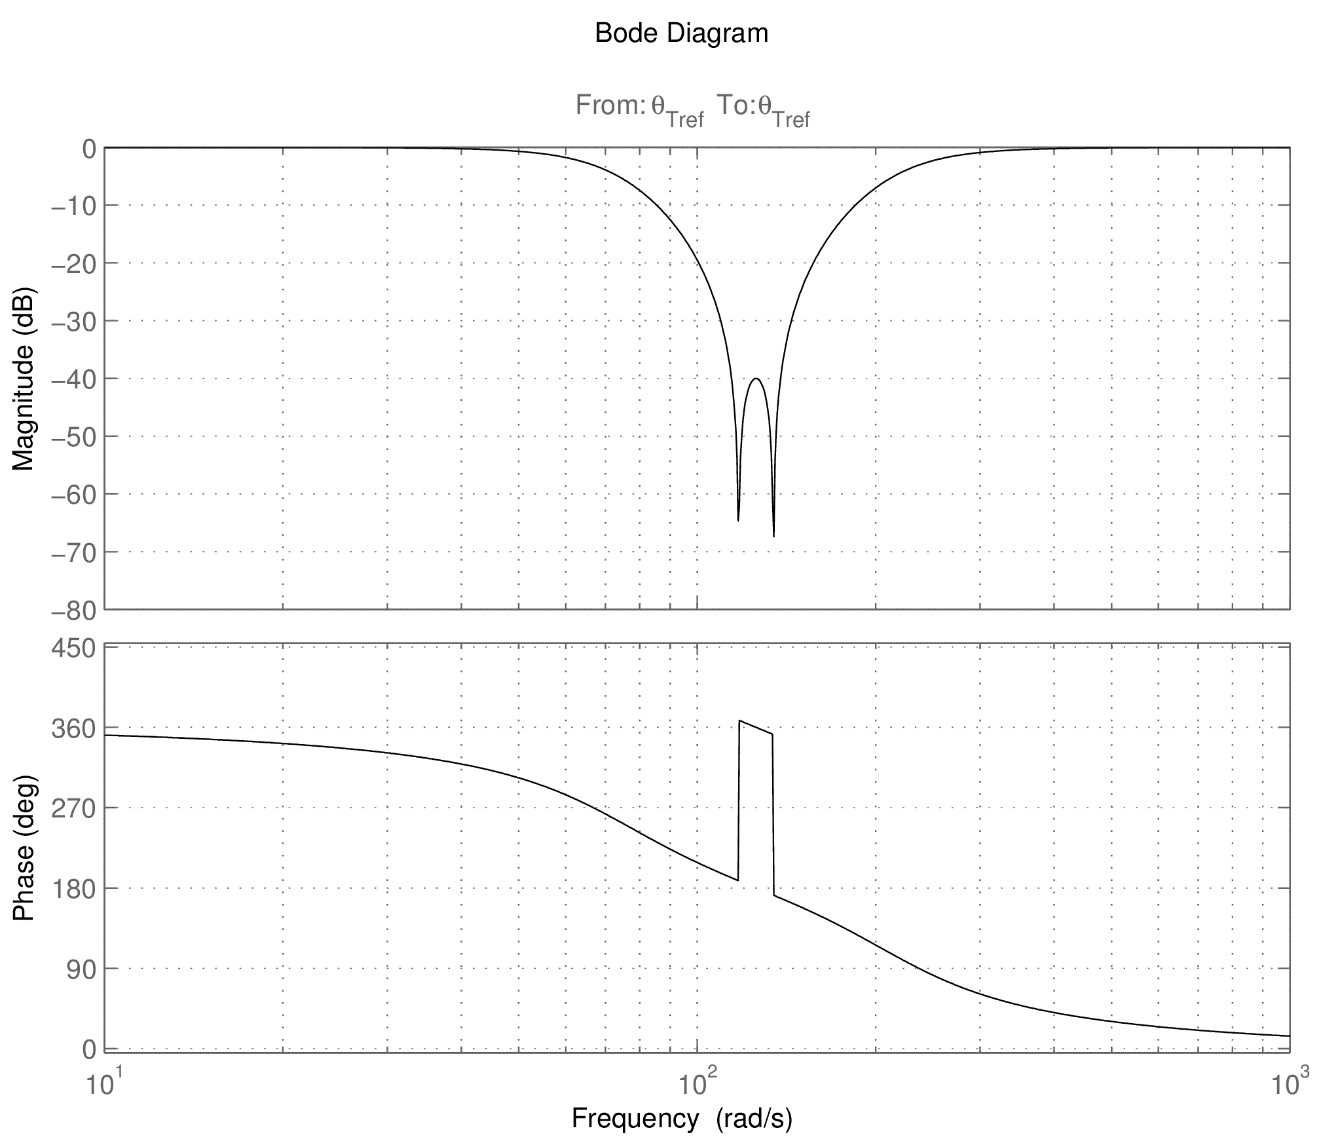 Bode Diagram
From: θTref To:θTref
0
−10
−20
−30
−40
−50
−60
−70
−80
Magnitude (dB)
450
360
270
180
90
0
Phase (deg)
10¹ 10² 10³
Frequency (rad/s)